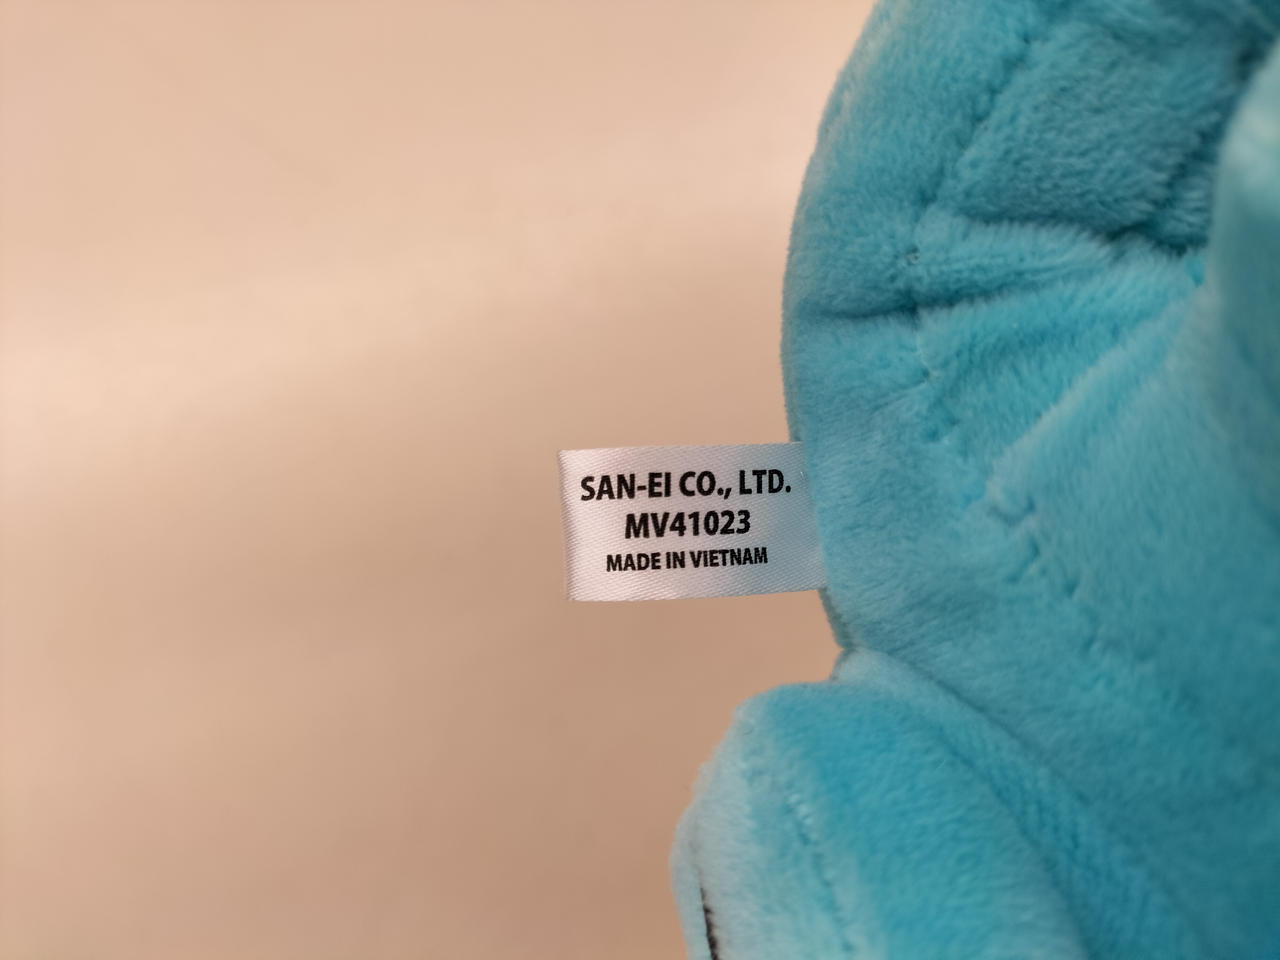 SAN-EI CO., LTD.
MV41023
MADE IN VIETNAM